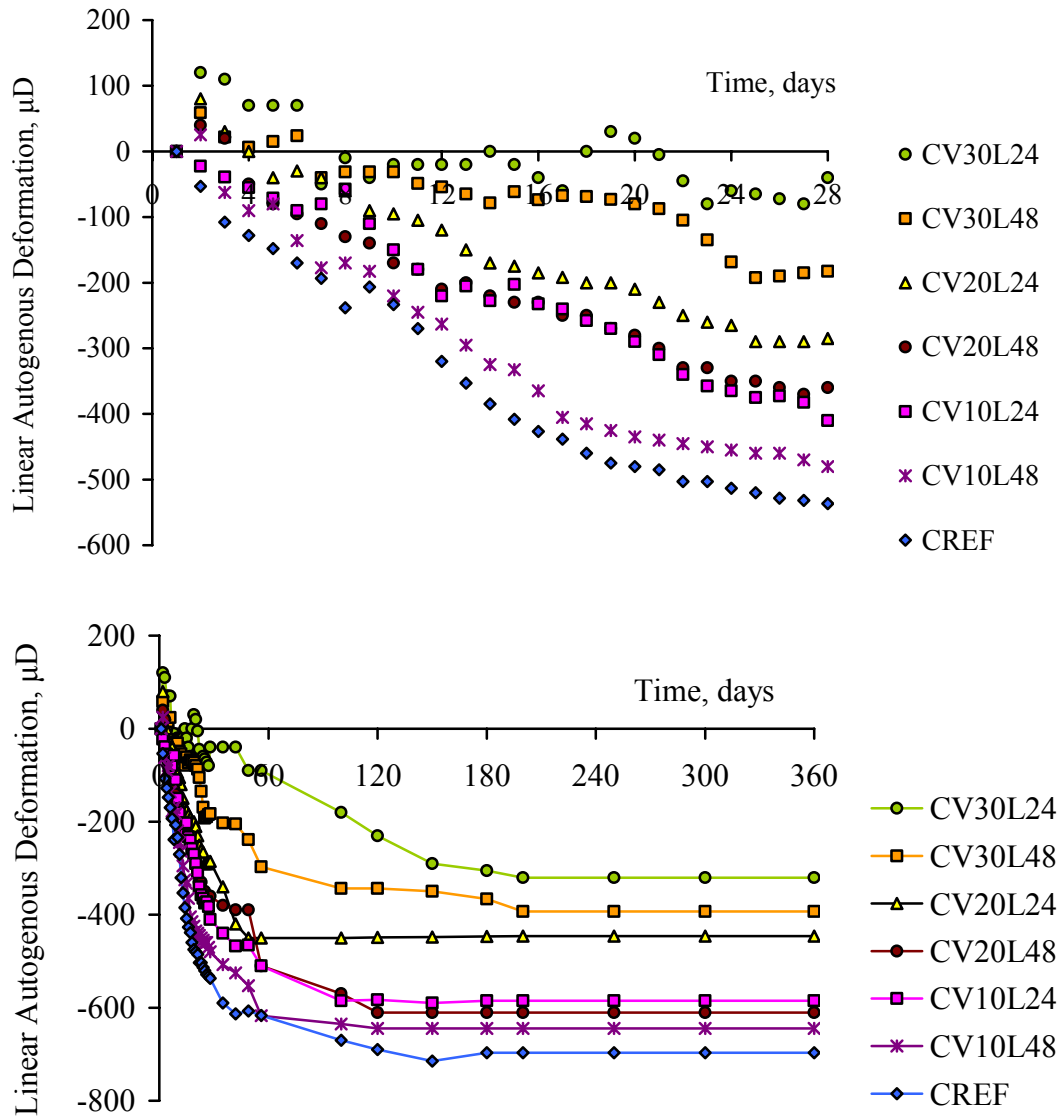 200
100
0
-100
-200
-300
-400
-500
-600
Linear Autogenous Deformation, µD
Time, days
0 4 8 12 16 20 24 28
CV30L24
CV30L48
CV20L24
CV20L48
CV10L24
CV10L48
CREF
200
0
-200
-400
-600
-800
Linear Autogenous Deformation, µD
Time, days
0 60 120 180 240 300 360
CV30L24
CV30L48
CV20L24
CV20L48
CV10L24
CV10L48
CREF